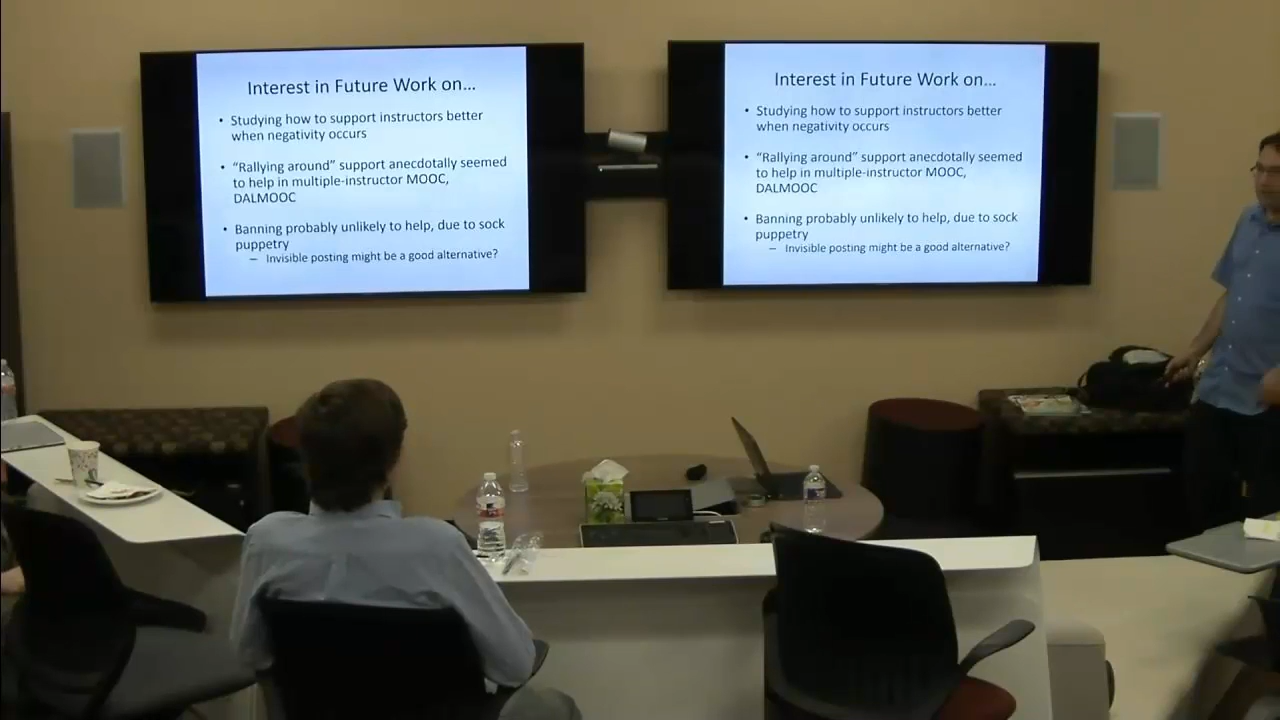 Interest in Future Work on...
• Studying how to support instructors better
when negativity occurs
• “Rallying around” support anecdotally seemed
to help in multiple-instructor MOOC,
DALMOOC
• Banning probably unlikely to help, due to sock
puppetry
– Invisible posting might be a good alternative?
Interest in Future Work on...
• Studying how to support instructors better
when negativity occurs
• “Rallying around” support anecdotally seemed
to help in multiple-instructor MOOC,
DALMOOC
• Banning probably unlikely to help, due to sock
puppetry
– Invisible posting might be a good alternative?